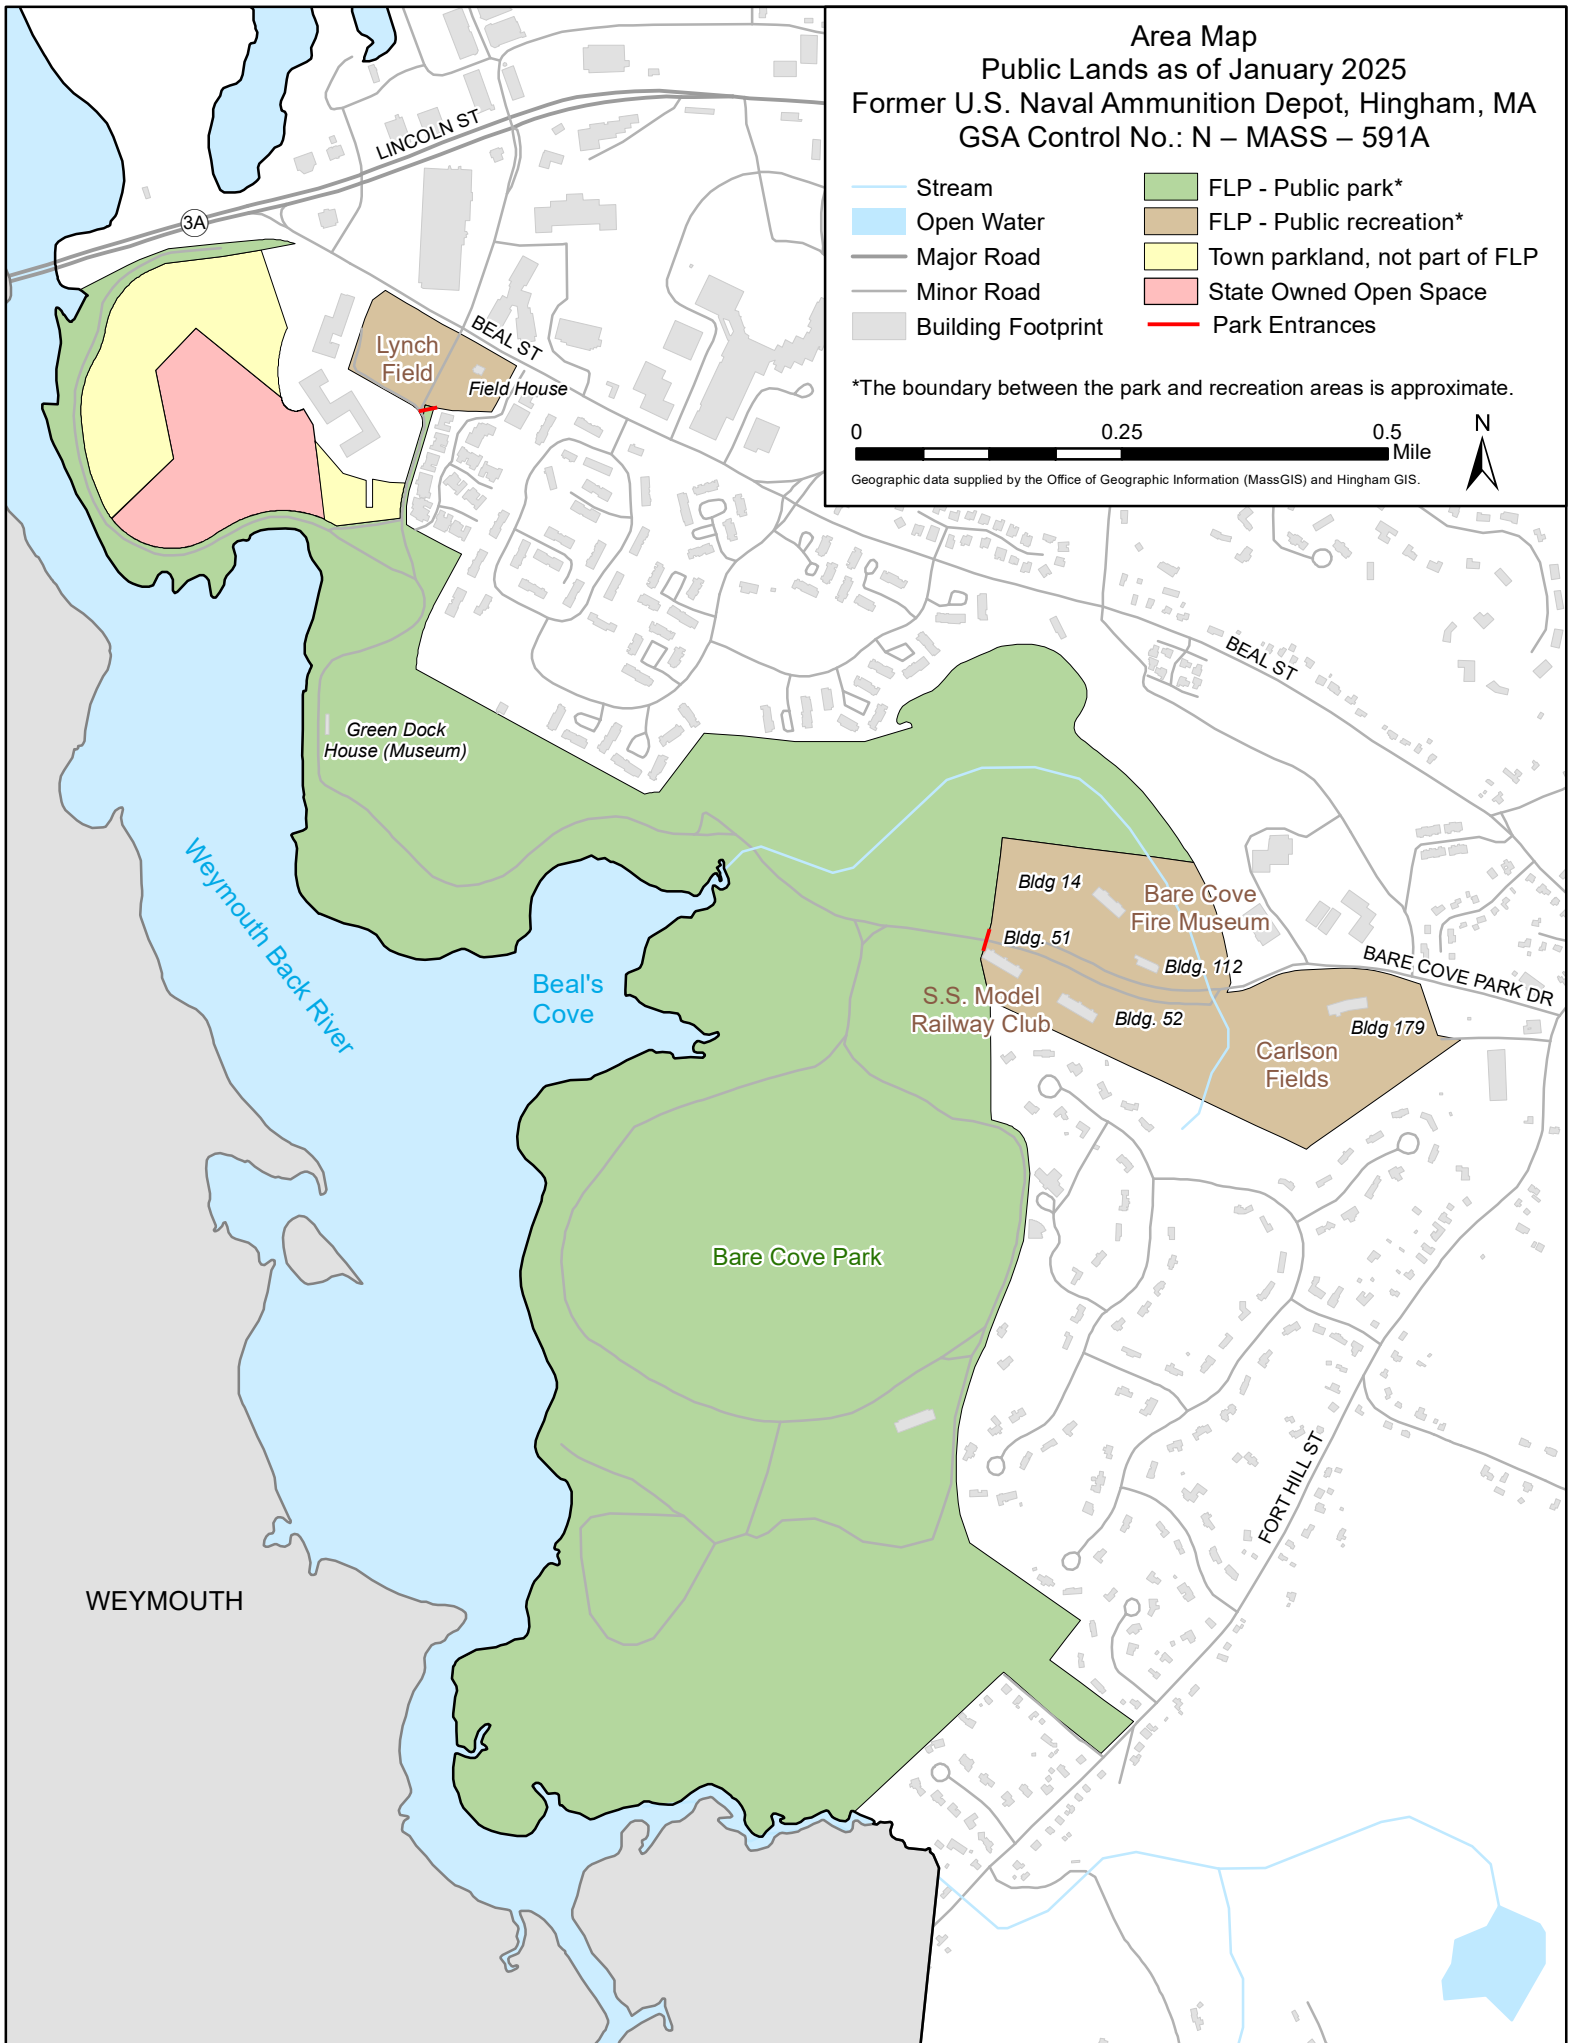 Area Map
Public Lands as of January 2025
Former U.S. Naval Ammunition Depot, Hingham, MA
GSA Control No.: N – MASS – 591A
Stream
Open Water
Major Road
Minor Road
Building Footprint
FLP - Public park*
FLP - Public recreation*
Town parkland, not part of FLP
State Owned Open Space
Park Entrances
*The boundary between the park and recreation areas is approximate.
0 0.25 0.5
Mile
N
Geographic data supplied by the Office of Geographic Information (MassGIS) and Hingham GIS.
LINCOLN ST
3A
BEAL ST
Lynch
Field
Field House
BEAL ST
Green Dock
House (Museum)
Weymouth Back River
Beal's
Cove
Bldg 14
Bare Cove
Fire Museum
Bldg. 51
Bldg. 112
BARE COVE PARK DR
S.S. Model
Railway Club
Bldg. 52
Bldg 179
Carlson
Fields
Bare Cove Park
FORT HILL ST
WEYMOUTH